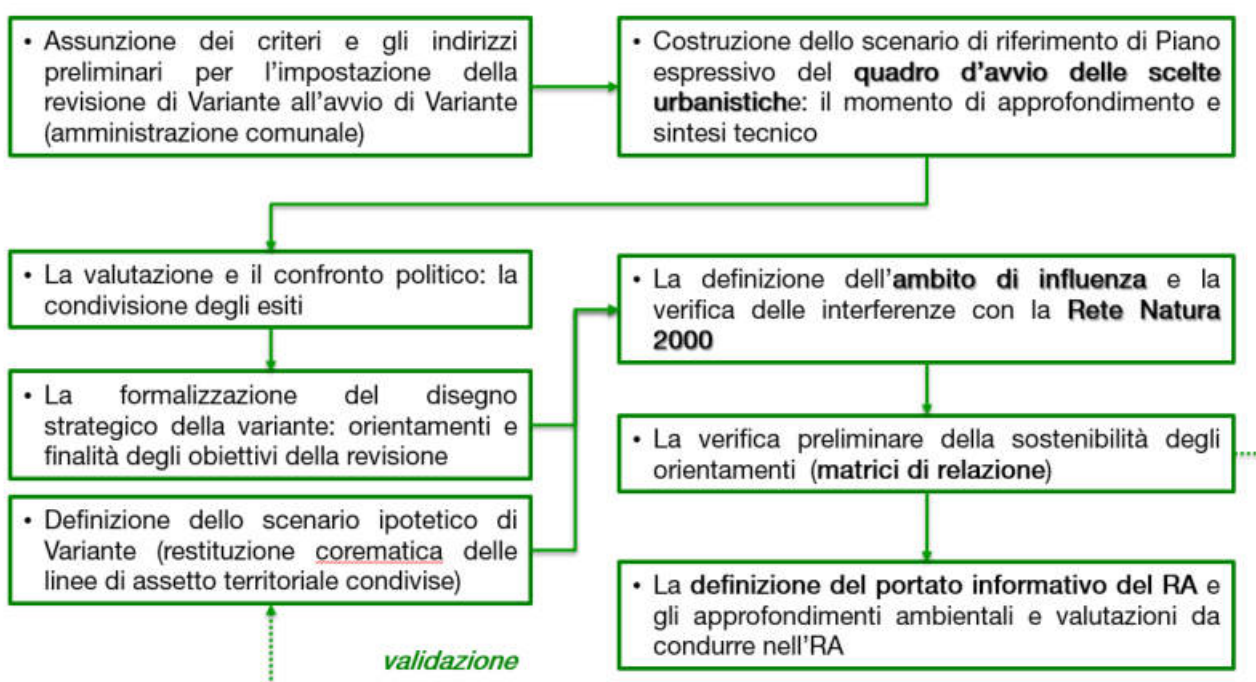 • Assunzione dei criteri e gli indirizzi
preliminari per l'impostazione della
revisione di Variante all'avvio di Variante
(amministrazione comunale)
• Costruzione dello scenario di riferimento di Piano
espressivo del quadro d'avvio delle scelte
urbanistiche: il momento di approfondimento e
sintesi tecnico
• La valutazione e il confronto politico: la
condivisione degli esiti
• La formalizzazione del disegno
strategico della variante: orientamenti e
finalità degli obiettivi della revisione
• Definizione dello scenario ipotetico di
Variante (restituzione corematica delle
linee di assetto territoriale condivise)
• La definizione dell'ambito di influenza e la
verifica delle interferenze con la Rete Natura
2000
• La verifica preliminare della sostenibilità degli
orientamenti (matrici di relazione)
• La definizione del portato informativo del RA e
gli approfondimenti ambientali e valutazioni da
condurre nell'RA
validazione